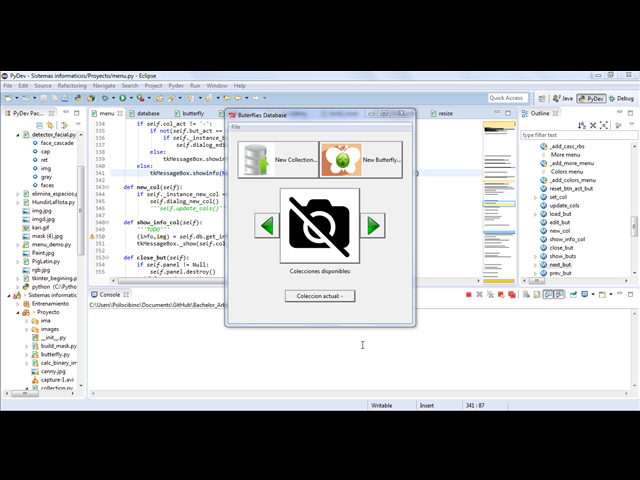 PyDev - Sistemas informaticos/Proyecto/menu.py - Eclipse
File Edit Source Refactoring Navigate Search Project Pydev Run Window Help
Quick Access
Java PyDev Debug
PyDev Pac...
detector_facial.py
face_cascade
cap
ret
img
gray
faces
elimina_espacios.
HundirLaFlota.py
img.jpg
imgd.jpg
kari.gif
mask (4).jpg
menu_demo.py
Paint.jpg
PigLatin.py
rgb.jpg
tkinter_begining.p
python (C:\Pytho
Sistemas informaticos
Entrenamiento
Proyecto
ima
images
__init__.py
build_mask.py
butterfly.py
calc_binary_im
canny.jpg
capture-1.avi
collection.py
menu database butterfly resize
334 if self.col_act != '-':
335 if not(self.but_act ==
336 if self._instance_b
337 self.dialog_edi
338 else:
339 tkMessageBox.showin
340 else:
341 tkMessageBox.showinfo(
343 def new_col(self):
344 if self._instance_new_col
345 self.dialog_new_col()
346 '''self.update_cols()'''
348 def show_info_col(self):
349 '''TODO'''
350 (info,img) = self.db.get_in
351 tkMessageBox._show(self.col
353 def close_but(self):
354 if self.panel != None:
355 self.panel.destroy()
Buterflies Database
File
New Collection...
New Butterfly...
Colecciones disponibles:
Coleccion actual: -
Console
C:\Users\Psilocibino\Documents\GitHub\Bachelor_Art
Outline
type filter text
_add_casc_rbs
More menu
_add_more_menu
Colors menu
_add_colors_menu
reset_btn_act_but
set_col
update_cols
load_but
edit_but
new_col
show_info_col
close_but
show_buts
next_but
prev_but
Writable Insert 341 : 87